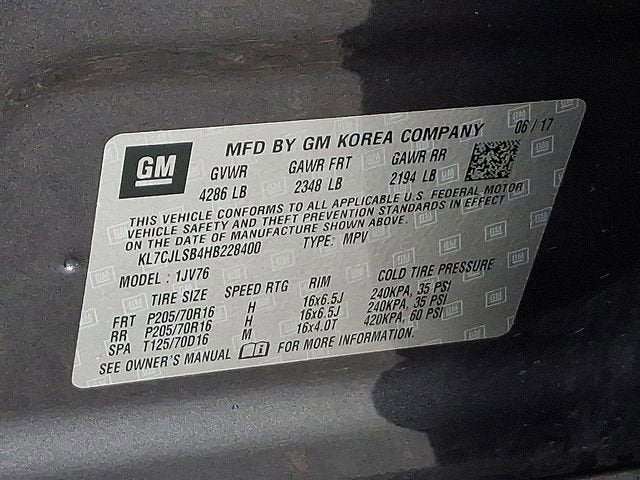 GM
MFD BY GM KOREA COMPANY 06/17
GVWR GAWR FRT GAWR RR
4286 LB 2348 LB 2194 LB
THIS VEHICLE CONFORMS TO ALL APPLICABLE U.S. FEDERAL MOTOR
VEHICLE SAFETY AND THEFT PREVENTION STANDARDS IN EFFECT
ON THE DATE OF MANUFACTURE SHOWN ABOVE.
KL7CJLSB4HB228400 TYPE: MPV
MODEL : 1JV76
TIRE SIZE SPEED RTG RIM COLD TIRE PRESSURE
FRT P205/70R16 H 16x6.5J 240KPA, 35 PSI
RR P205/70R16 H 16x6.5J 240KPA, 35 PSI
SPA T125/70D16 M 16x4.0T 420KPA, 60 PSI
SEE OWNER'S MANUAL FOR MORE INFORMATION.